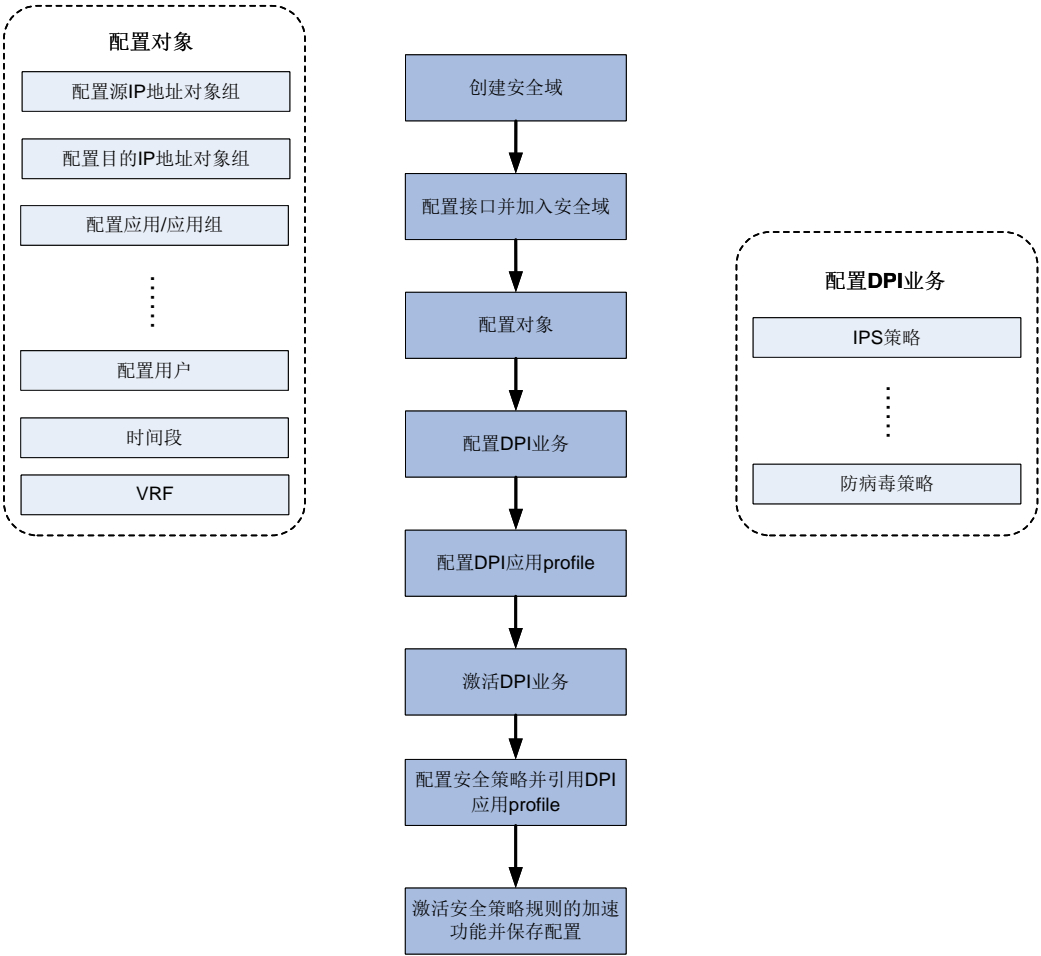 配置对象
配置源IP地址对象组
配置目的IP地址对象组
配置应用/应用组
配置用户
时间段
VRF
创建安全域
配置接口并加入安全域
配置对象
配置DPI业务
配置DPI应用profile
激活DPI业务
配置安全策略并引用DPI
应用profile
激活安全策略规则的加速
功能并保存配置
配置DPI业务
IPS策略
防病毒策略